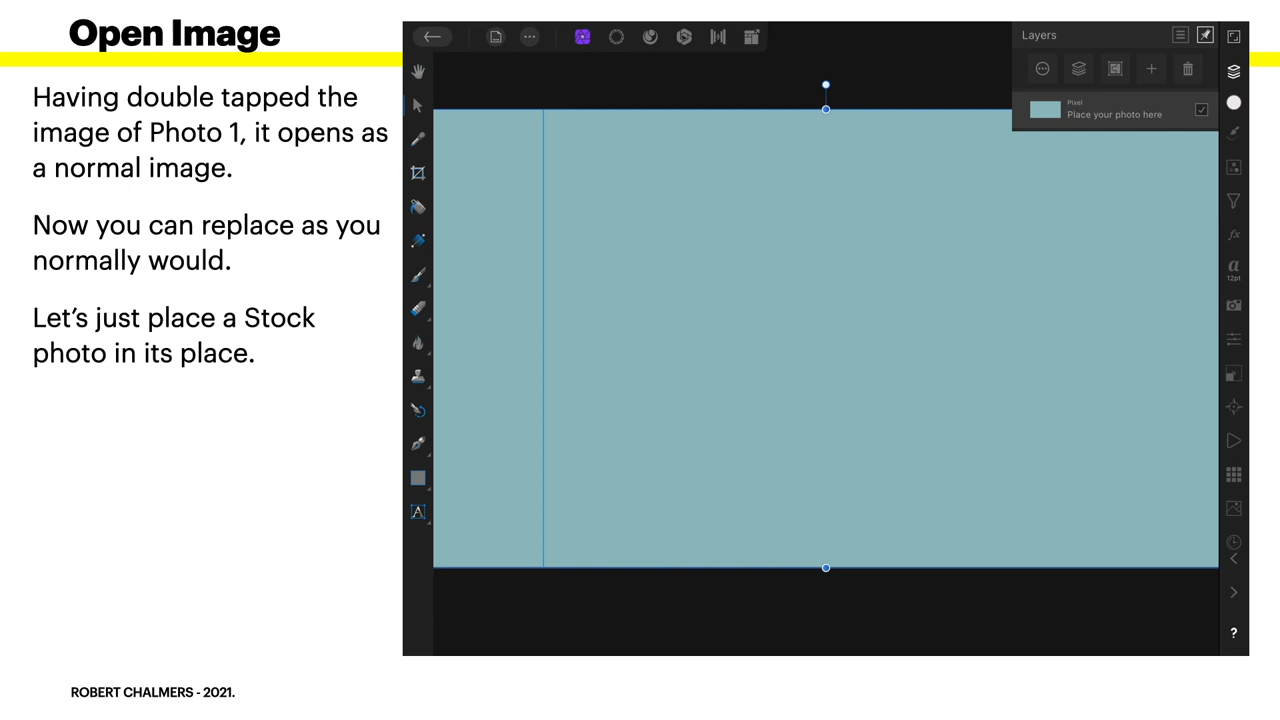 Open Image
Having double tapped the
image of Photo 1, it opens as
a normal image.
Now you can replace as you
normally would.
Let’s just place a Stock
photo in its place.
Layers
Pixel
Place your photo here
fx
a
12pt
A
?
ROBERT CHALMERS - 2021.